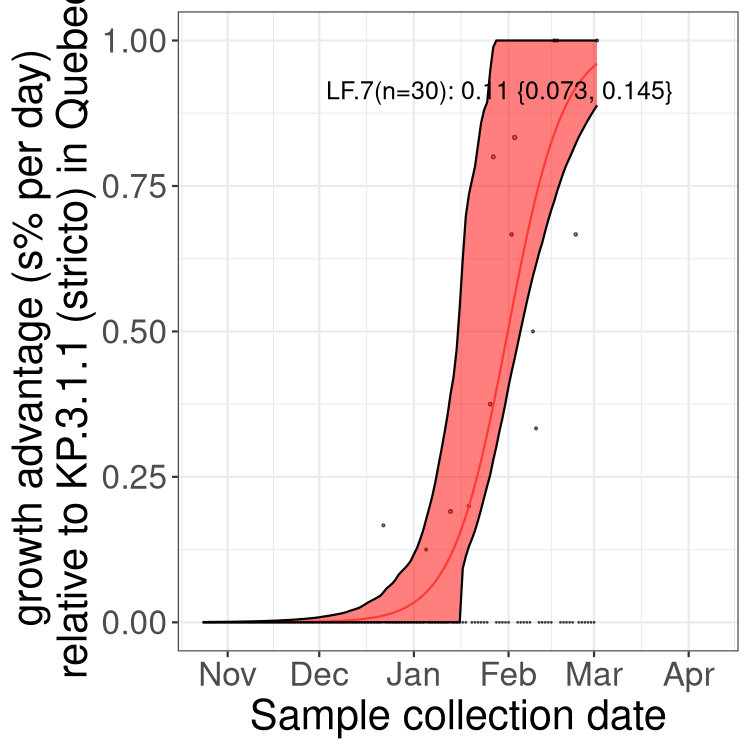 growth advantage (s% per day)
relative to KP.3.1.1 (stricto) in Quebec
1.00
0.75
0.50
0.25
0.00
LF.7(n=30): 0.11 {0.073, 0.145}
Nov Dec Jan Feb Mar Apr
Sample collection date